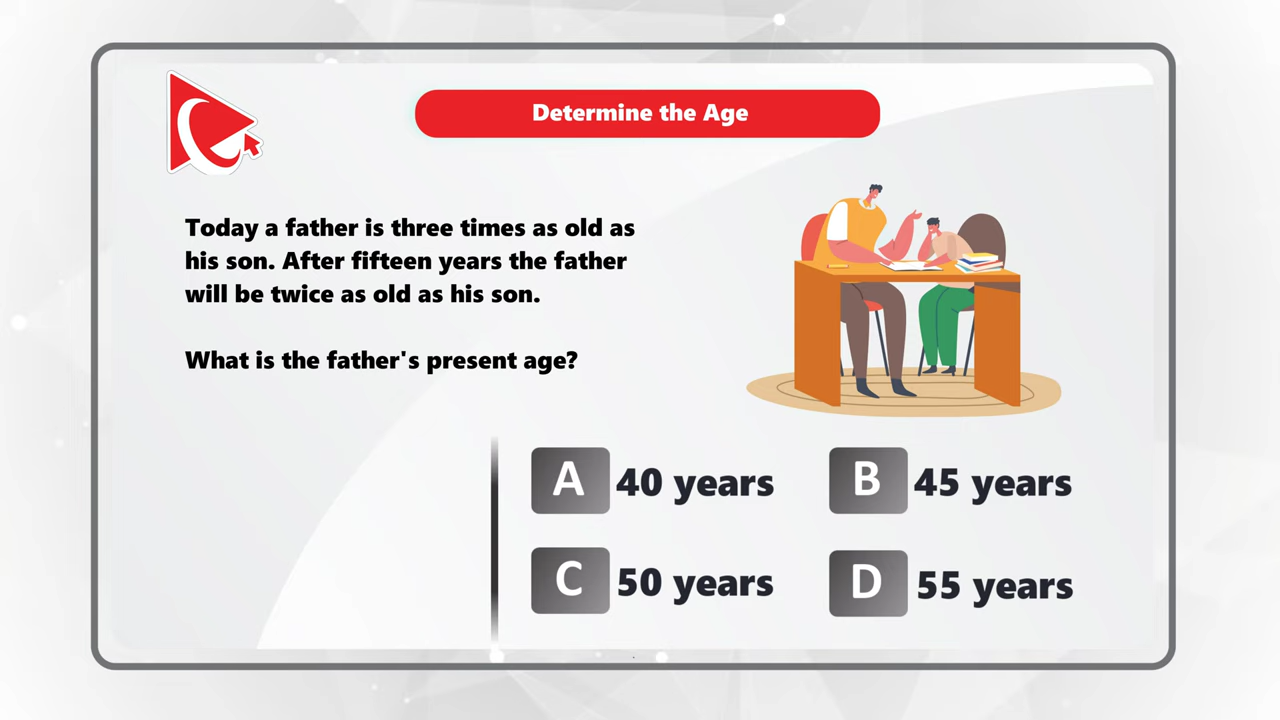 Determine the Age
Today a father is three times as old as
his son. After fifteen years the father
will be twice as old as his son.
What is the father's present age?
A 40 years
B 45 years
C 50 years
D 55 years